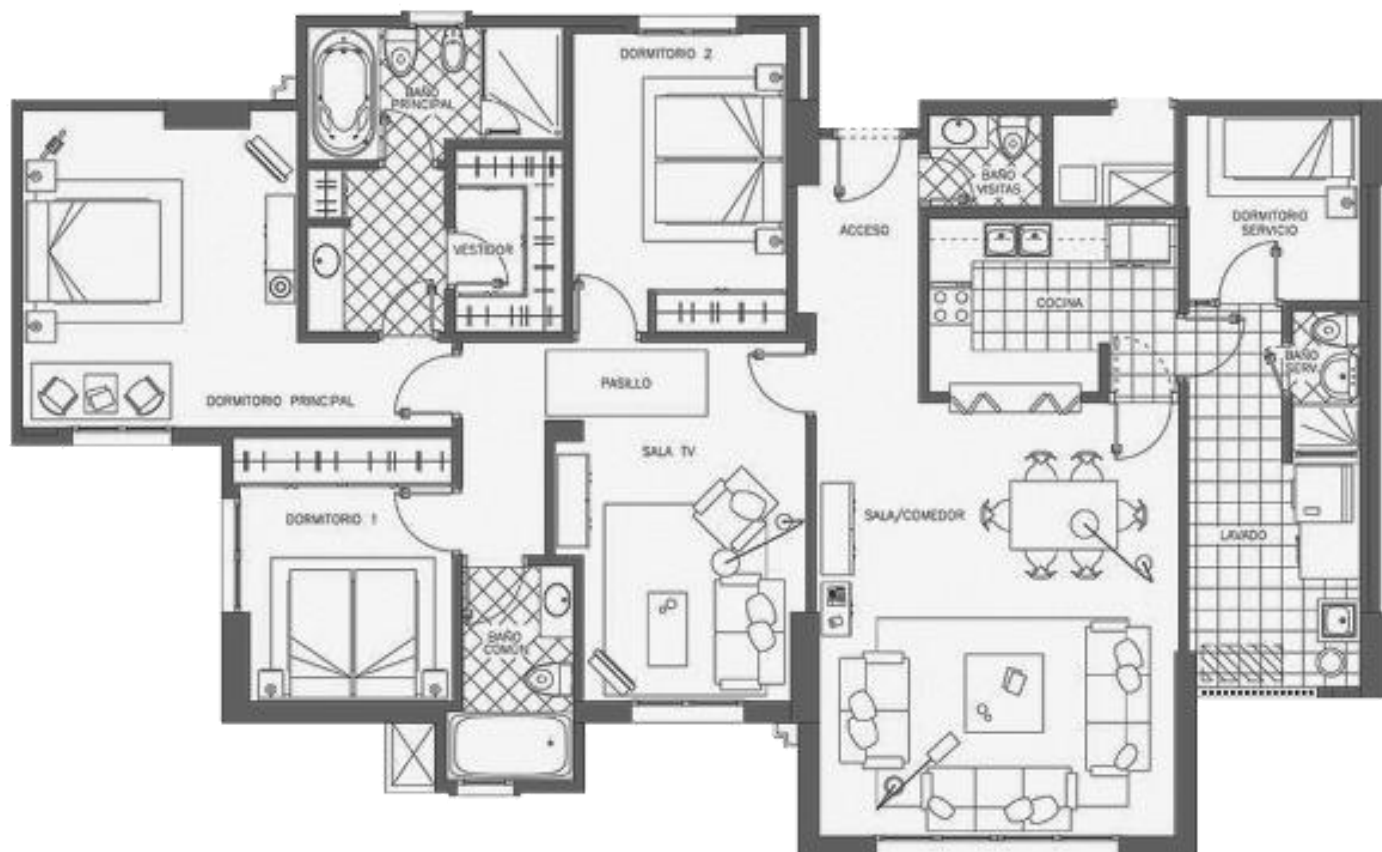 DORMITORIO 2
BAÑO
PRINCIPAL
BAÑO
VISITAS
DORMITORIO
SERVICIO
ACCESO
VESTIDOR
COCINA
BAÑO
SERV.
PASILLO
DORMITORIO PRINCIPAL
SALA TV
DORMITORIO 1
SALA/COMEDOR
LAVADO
BAÑO
COMÚN